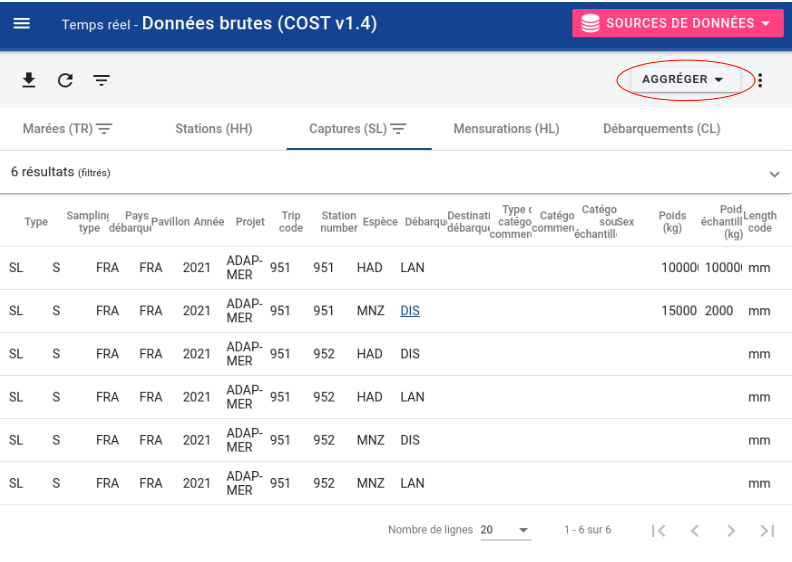 Temps réel - Données brutes (COST v1.4)
SOURCES DE DONNÉES
AGGRÉGER
Marées (TR) Stations (HH) Captures (SL) Mensurations (HL) Débarquements (CL)
6 résultats (filtrés)
Type Sampling type Pays débarqu Pavillon Année Projet Trip code Station number Espèce Débarqu Destinati débarque Type catégo commer Catégo commer Catégo sou échantill Sex Poids (kg) Poid échantill (kg) Length code
SL S FRA FRA 2021 ADAP-MER 951 951 HAD LAN 10000 10000 mm
SL S FRA FRA 2021 ADAP-MER 951 951 MNZ DIS 15000 2000 mm
SL S FRA FRA 2021 ADAP-MER 951 952 HAD DIS mm
SL S FRA FRA 2021 ADAP-MER 951 952 HAD LAN mm
SL S FRA FRA 2021 ADAP-MER 951 952 MNZ DIS mm
SL S FRA FRA 2021 ADAP-MER 951 952 MNZ LAN mm
Nombre de lignes 20 1 - 6 sur 6